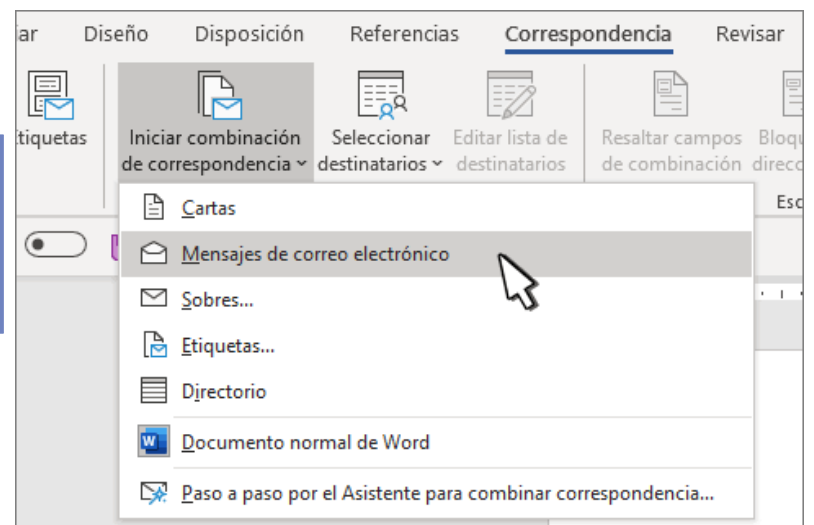 Diseño Disposición Referencias Correspondencia Revisar
Iniciar combinación
de correspondencia
Seleccionar
destinatarios
Editar lista de
destinatarios
Resaltar campos
de combinación
Cartas
Mensajes de correo electrónico
Sobres...
Etiquetas...
Directorio
W
Documento normal de Word
Paso a paso por el Asistente para combinar correspondencia...